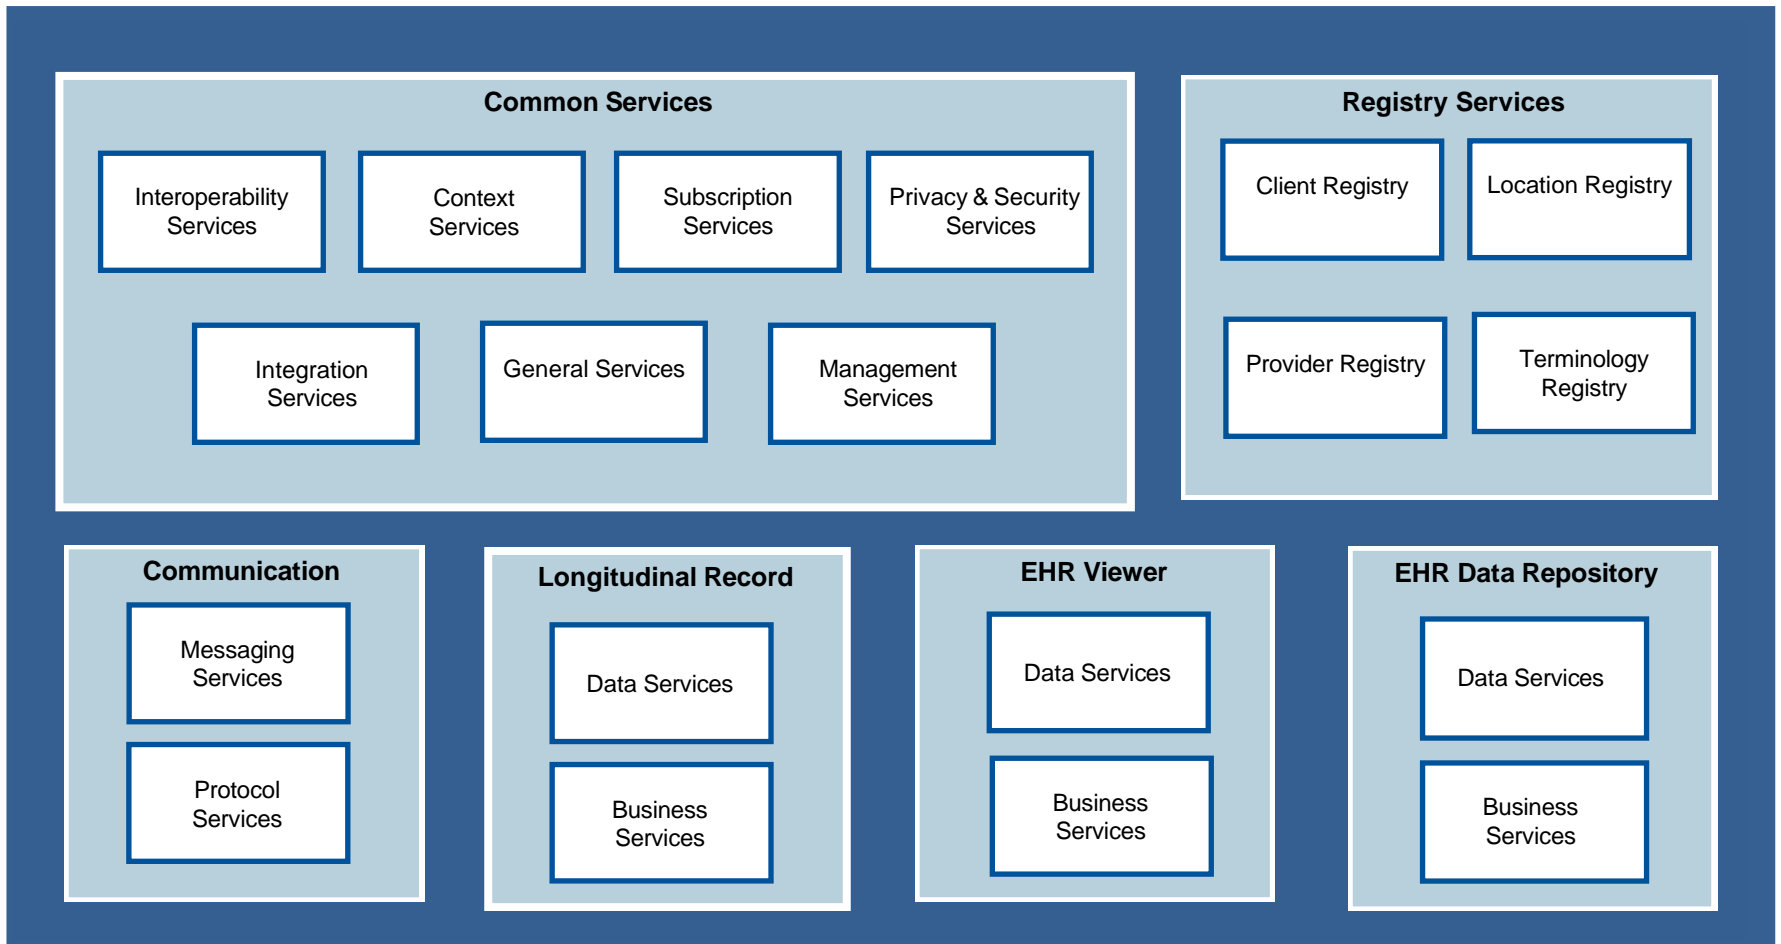 Common Services
Interoperability
Services
Context
Services
Subscription
Services
Privacy & Security
Services
Integration
Services
General Services
Management
Services
Registry Services
Client Registry
Location Registry
Provider Registry
Terminology
Registry
Communication
Messaging
Services
Protocol
Services
Longitudinal Record
Data Services
Business
Services
EHR Viewer
Data Services
Business
Services
EHR Data Repository
Data Services
Business
Services